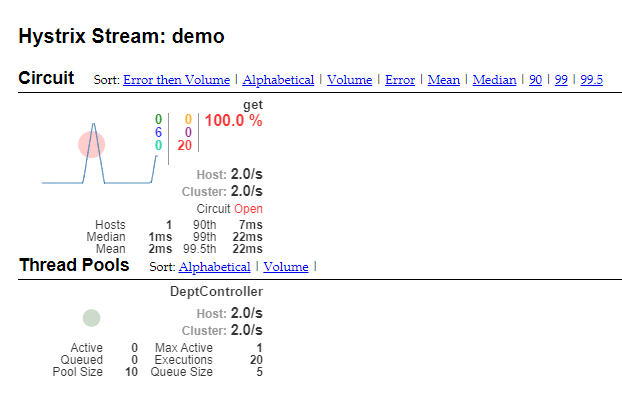 Hystrix Stream: demo
Circuit Sort: Error then Volume | Alphabetical | Volume | Error | Mean | Median | 90 | 99 | 99.5
get
0 0 100.0 %
6 0
0 20
Host: 2.0/s
Cluster: 2.0/s
Circuit Open
Hosts 1 90th 7ms
Median 1ms 99th 22ms
Mean 2ms 99.5th 22ms
Thread Pools Sort: Alphabetical | Volume |
DeptController
Host: 2.0/s
Cluster: 2.0/s
Active 0 Max Active 1
Queued 0 Executions 20
Pool Size 10 Queue Size 5